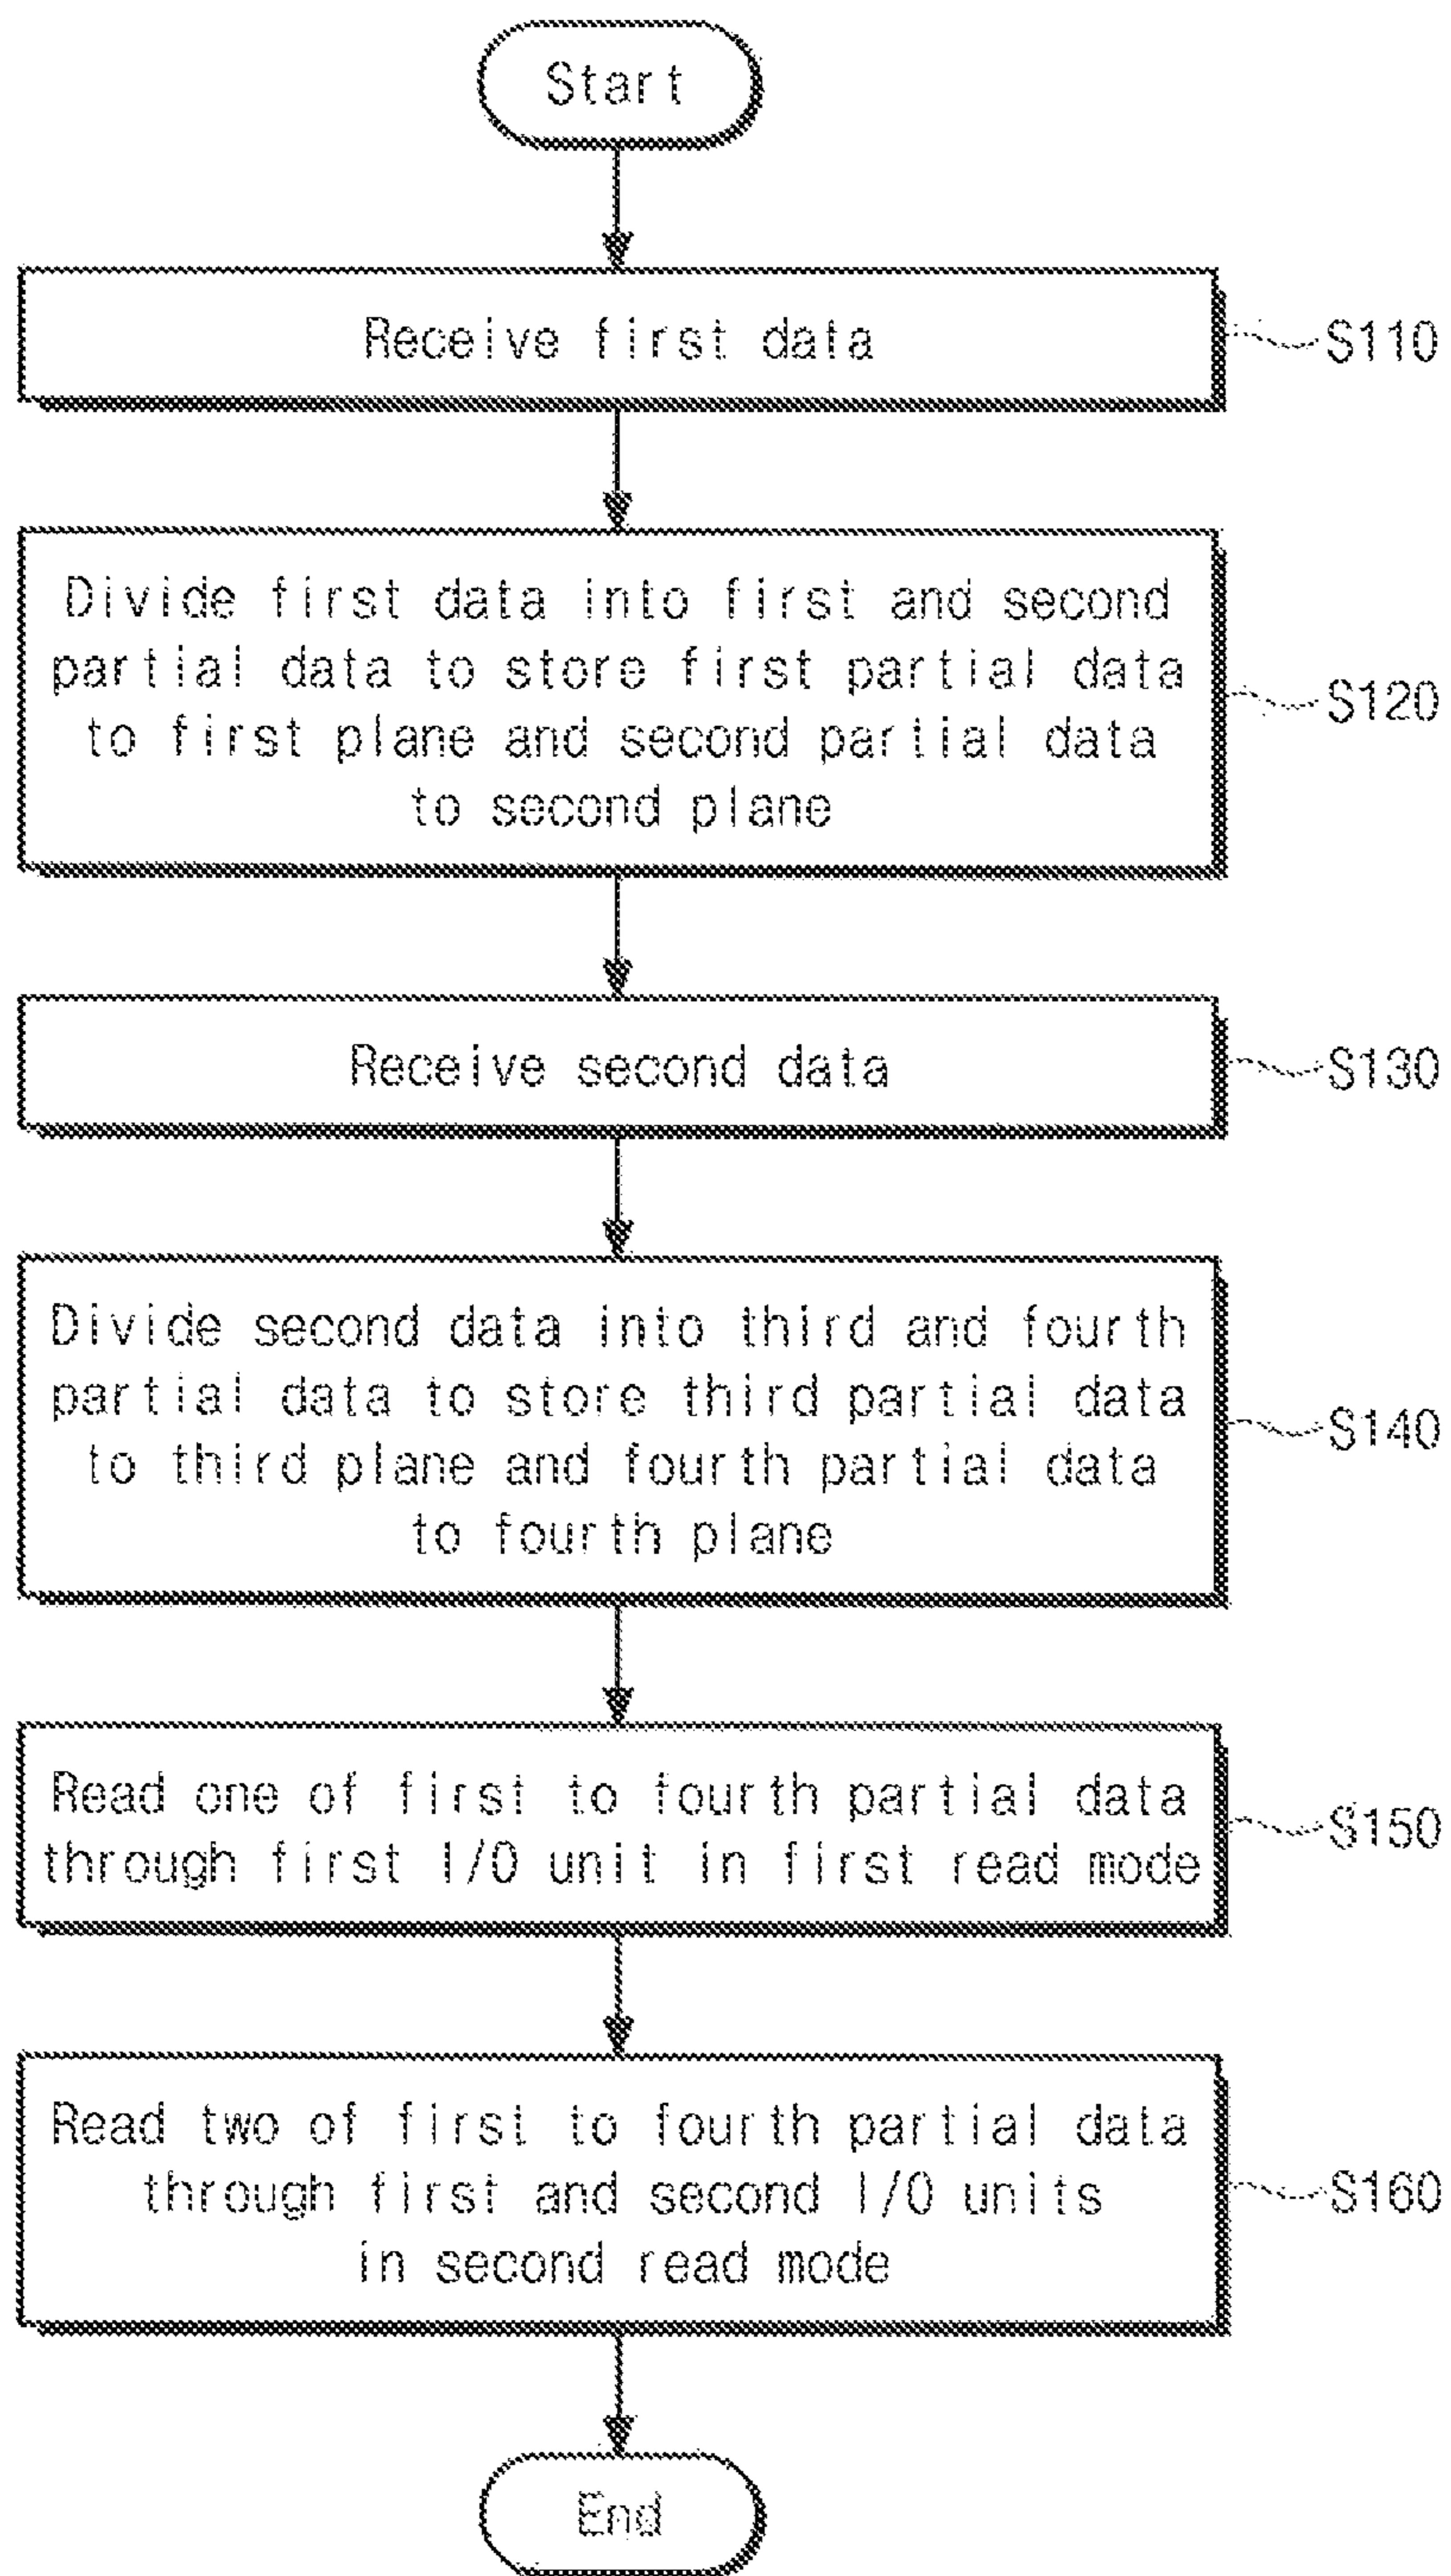 Start
Receive first data
S110
Divide first data into first and second
partial data to store first partial data
to first plane and second partial data
to second plane
S120
Receive second data
S130
Divide second data into third and fourth
partial data to store third partial data
to third plane and fourth partial data
to fourth plane
S140
Read one of first to fourth partial data
through first I/O unit in first read mode
S150
Read two of first to fourth partial data
through first and second I/O units
in second read mode
S160
End